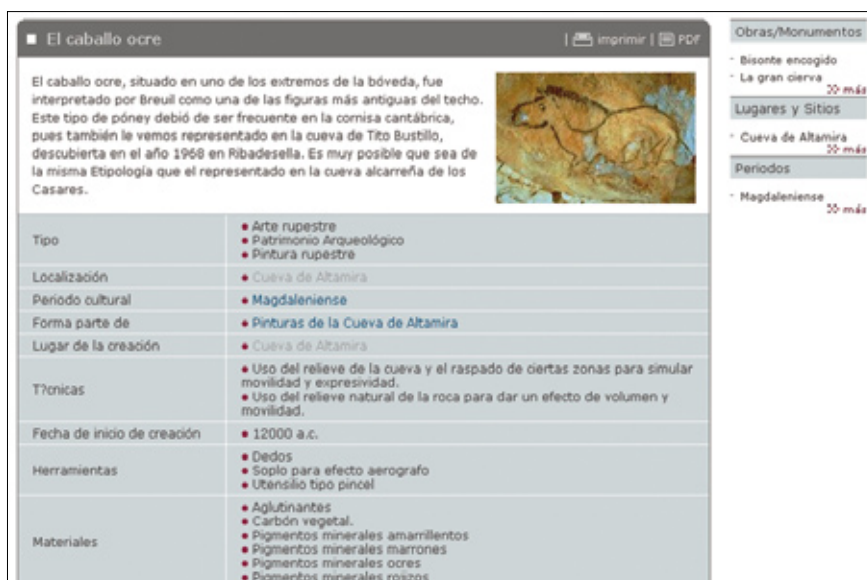 El caballo ocre
| imprimir | PDF
El caballo ocre, situado en uno de los extremos de la bóveda, fue
interpretado por Breuil como una de las figuras más antiguas del techo.
Este tipo de póney debió de ser frecuente en la cornisa cantábrica,
pues también le vemos representado en la cueva de Tito Bustillo,
descubierta en el año 1968 en Ribadesella. Es muy posible que sea de
la misma Etipología que el representado en la cueva alcarreña de los
Casares.
Tipo
• Arte rupestre
• Patrimonio Arqueológico
• Pintura rupestre
Localización
• Cueva de Altamira
Periodo cultural
• Magdaleniense
Forma parte de
• Pinturas de la Cueva de Altamira
Lugar de la creación
• Cueva de Altamira
T?cnicas
• Uso del relieve de la cueva y el raspado de ciertas zonas para simular
movilidad y expresividad.
• Uso del relieve natural de la roca para dar un efecto de volumen y
movilidad.
Fecha de inicio de creación
• 12000 a.c.
Herramientas
• Dedos
• Soplo para efecto aerografo
• Utensilio tipo pincel
Materiales
• Aglutinantes
• Carbón vegetal.
• Pigmentos minerales amarrillentos
• Pigmentos minerales marrones
• Pigmentos minerales ocres
• Pigmentos minerales rojizos
Obras/Monumentos
- Bisonte encogido
- La gran cierva
más
Lugares y Sitios
- Cueva de Altamira
más
Periodos
- Magdaleniense
más